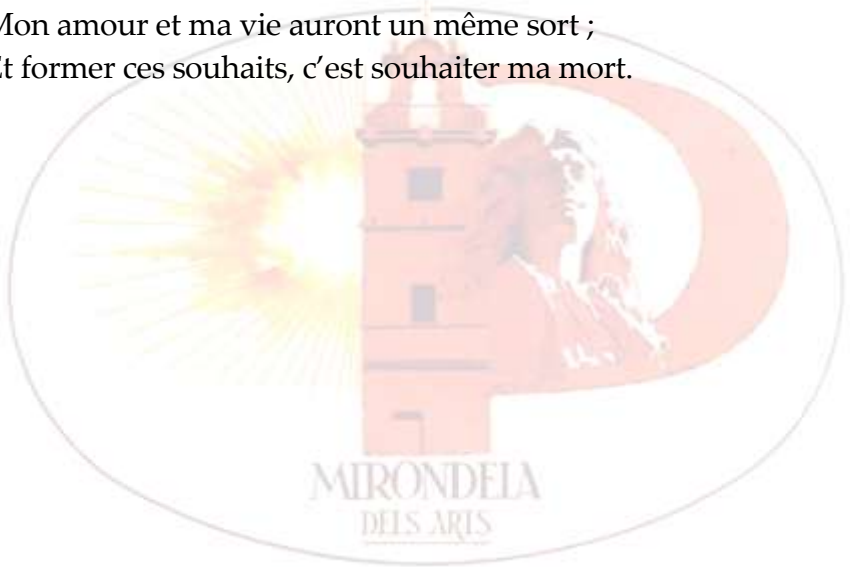 Mon amour et ma vie auront un même sort ;
Et former ces souhaits, c’est souhaiter ma mort.
MIRONDELA
DELS ARTS